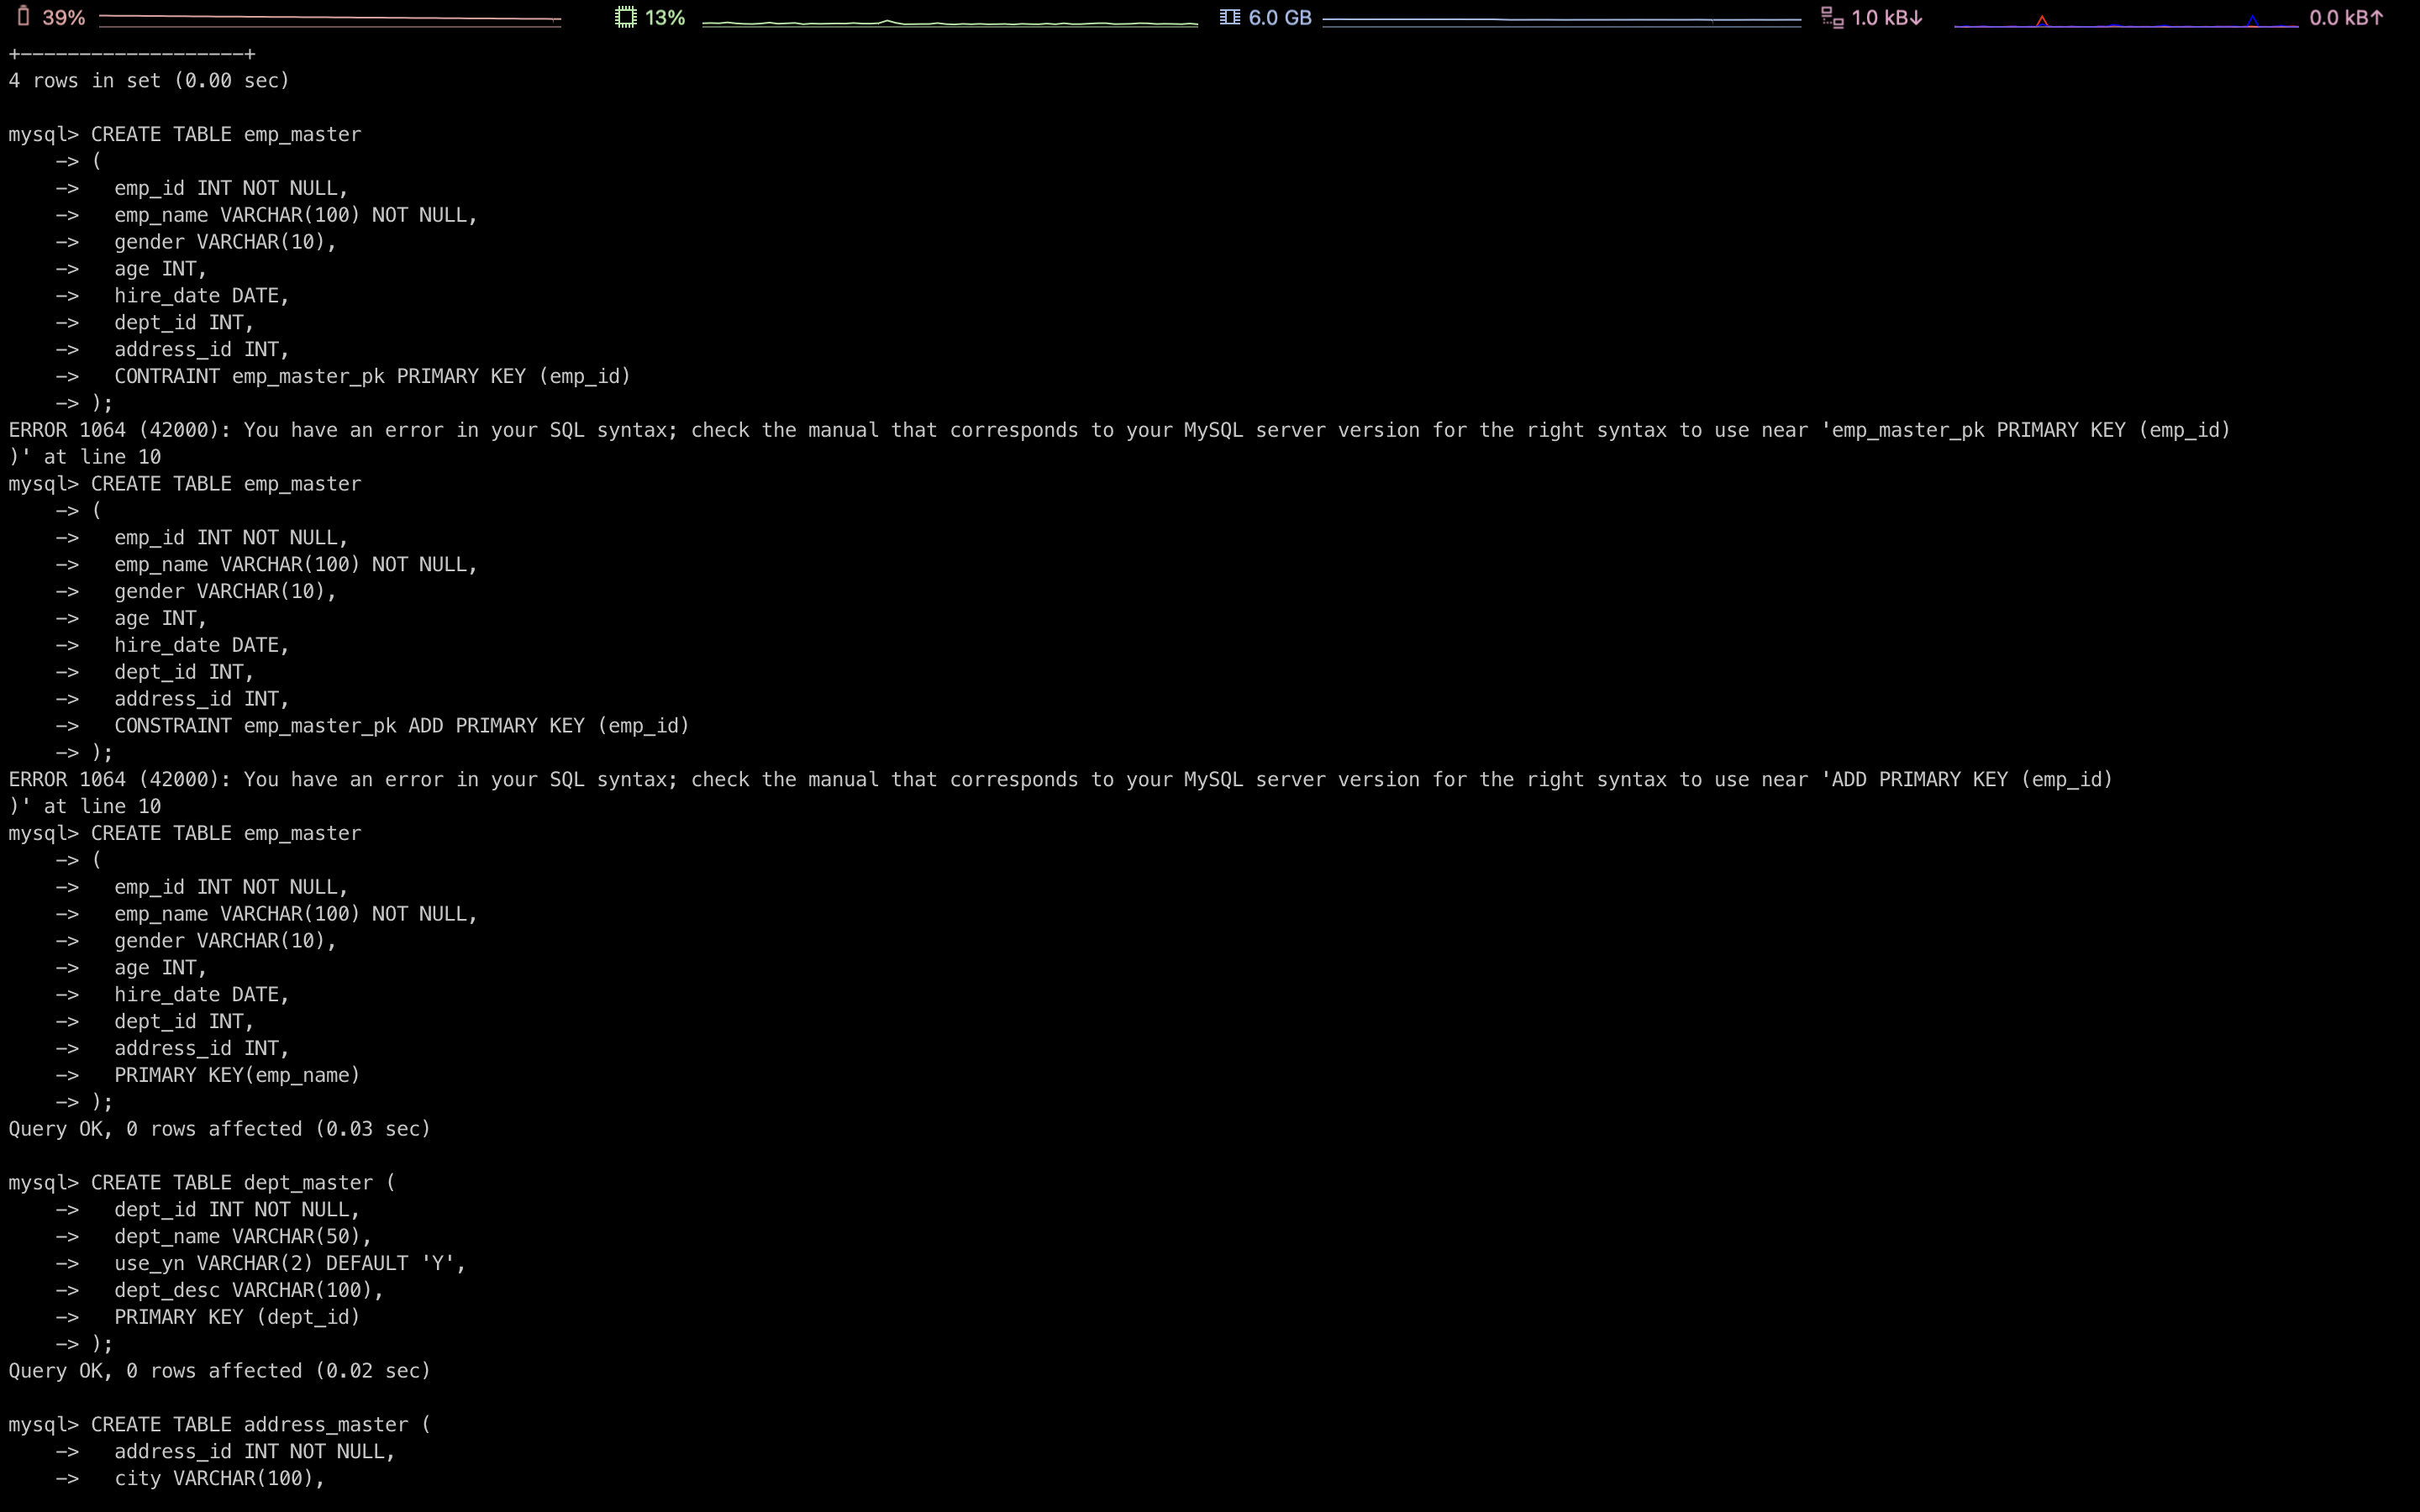 39% 13% 6.0 GB 1.0 kB↓ 0.0 kB↑
+-------------------+
4 rows in set (0.00 sec)
mysql> CREATE TABLE emp_master
    -> (
    ->   emp_id INT NOT NULL,
    ->   emp_name VARCHAR(100) NOT NULL,
    ->   gender VARCHAR(10),
    ->   age INT,
    ->   hire_date DATE,
    ->   dept_id INT,
    ->   address_id INT,
    ->   CONTRAINT emp_master_pk PRIMARY KEY (emp_id)
    -> );
ERROR 1064 (42000): You have an error in your SQL syntax; check the manual that corresponds to your MySQL server version for the right syntax to use near 'emp_master_pk PRIMARY KEY (emp_id)
)' at line 10
mysql> CREATE TABLE emp_master
    -> (
    ->   emp_id INT NOT NULL,
    ->   emp_name VARCHAR(100) NOT NULL,
    ->   gender VARCHAR(10),
    ->   age INT,
    ->   hire_date DATE,
    ->   dept_id INT,
    ->   address_id INT,
    ->   CONSTRAINT emp_master_pk ADD PRIMARY KEY (emp_id)
    -> );
ERROR 1064 (42000): You have an error in your SQL syntax; check the manual that corresponds to your MySQL server version for the right syntax to use near 'ADD PRIMARY KEY (emp_id)
)' at line 10
mysql> CREATE TABLE emp_master
    -> (
    ->   emp_id INT NOT NULL,
    ->   emp_name VARCHAR(100) NOT NULL,
    ->   gender VARCHAR(10),
    ->   age INT,
    ->   hire_date DATE,
    ->   dept_id INT,
    ->   address_id INT,
    ->   PRIMARY KEY(emp_name)
    -> );
Query OK, 0 rows affected (0.03 sec)
mysql> CREATE TABLE dept_master (
    ->   dept_id INT NOT NULL,
    ->   dept_name VARCHAR(50),
    ->   use_yn VARCHAR(2) DEFAULT 'Y',
    ->   dept_desc VARCHAR(100),
    ->   PRIMARY KEY (dept_id)
    -> );
Query OK, 0 rows affected (0.02 sec)
mysql> CREATE TABLE address_master (
    ->   address_id INT NOT NULL,
    ->   city VARCHAR(100),